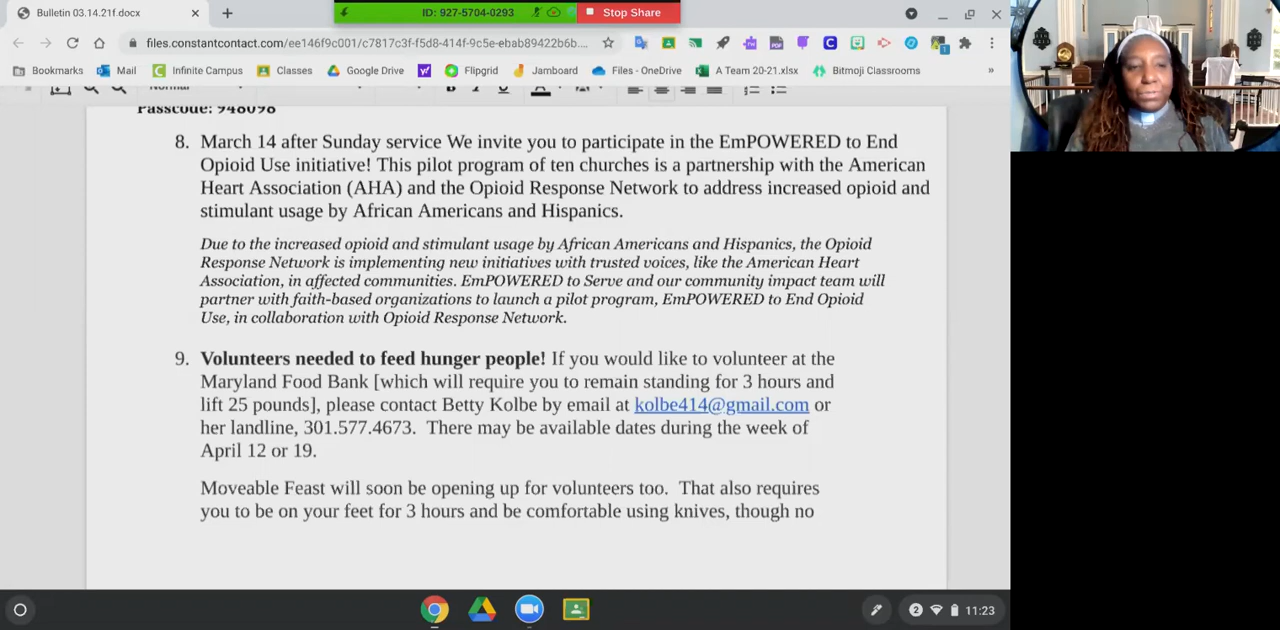 Bulletin 03.14.21f.docx
ID: 927-5704-0293
Stop Share
files.constantcontact.com/ee146f9c001/c7817c3f-f5d8-414f-9c5e-ebab89422b6b....
Bookmarks Mail Infinite Campus Classes Google Drive Flipgrid Jamboard Files - OneDrive A Team 20-21.xlsx Bitmoji Classrooms »
Normal B I U A
Passcode: 948098
8. March 14 after Sunday service We invite you to participate in the EmPOWERED to End
Opioid Use initiative! This pilot program of ten churches is a partnership with the American
Heart Association (AHA) and the Opioid Response Network to address increased opioid and
stimulant usage by African Americans and Hispanics.
Due to the increased opioid and stimulant usage by African Americans and Hispanics, the Opioid
Response Network is implementing new initiatives with trusted voices, like the American Heart
Association, in affected communities. EmPOWERED to Serve and our community impact team will
partner with faith-based organizations to launch a pilot program, EmPOWERED to End Opioid
Use, in collaboration with Opioid Response Network.
9. Volunteers needed to feed hunger people! If you would like to volunteer at the
Maryland Food Bank [which will require you to remain standing for 3 hours and
lift 25 pounds], please contact Betty Kolbe by email at kolbe414@gmail.com or
her landline, 301.577.4673. There may be available dates during the week of
April 12 or 19.
Moveable Feast will soon be opening up for volunteers too. That also requires
you to be on your feet for 3 hours and be comfortable using knives, though no
2 11:23